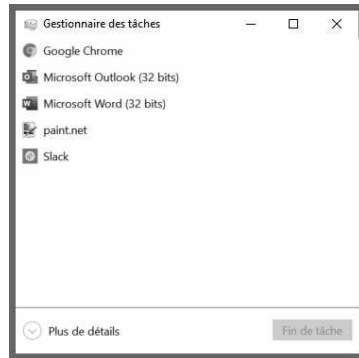 Gestionnaire des tâches
Google Chrome
Microsoft Outlook (32 bits)
Microsoft Word (32 bits)
paint.net
Slack
Plus de détails
Fin de tâche